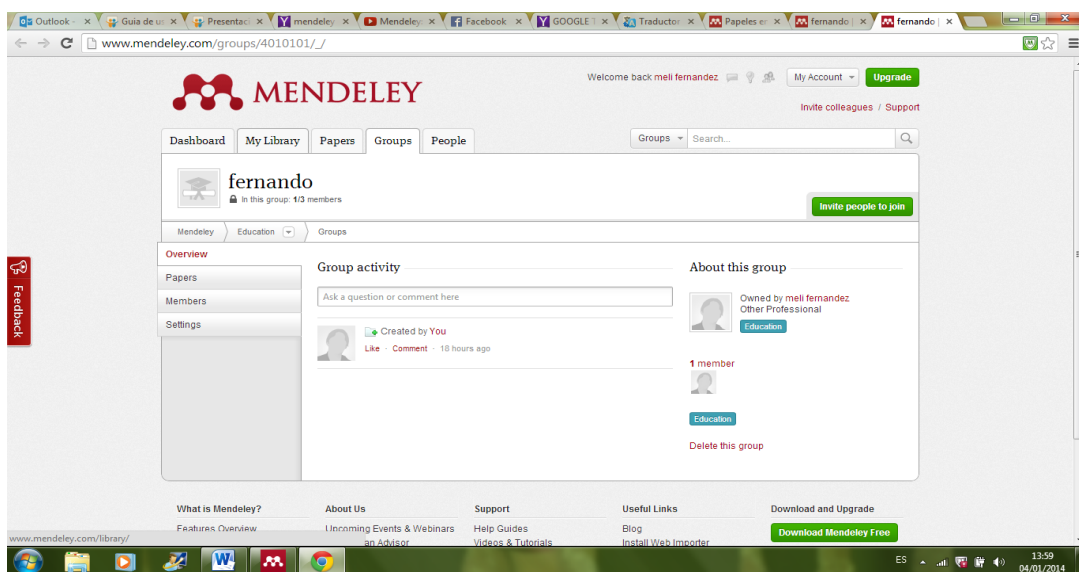 Outlook -
Guia de u
Presentaci
mendeley
Mendeley
Facebook
GOOGLE T
Traductor
Papeles en
fernando |
fernando |
www.mendeley.com/groups/4010101/_/
MENDELEY
Welcome back meli fernandez
My Account
Upgrade
Invite colleagues / Support
Dashboard
My Library
Papers
Groups
People
Groups
Search...
fernando
In this group: 1/3 members
Invite people to join
Mendeley
Education
Groups
Overview
Papers
Members
Settings
Feedback
Group activity
Ask a question or comment here
Created by You
Like · Comment · 18 hours ago
About this group
Owned by meli fernandez
Other Professional
Education
1 member
Education
Delete this group
What is Mendeley?
About Us
Support
Useful Links
Download and Upgrade
Features Overview
Upcoming Events & Webinars
Help Guides
Blog
Download Mendeley Free
www.mendeley.com/library/
an Advisor
Videos & Tutorials
Install Web Importer
ES
13:59
04/01/2014